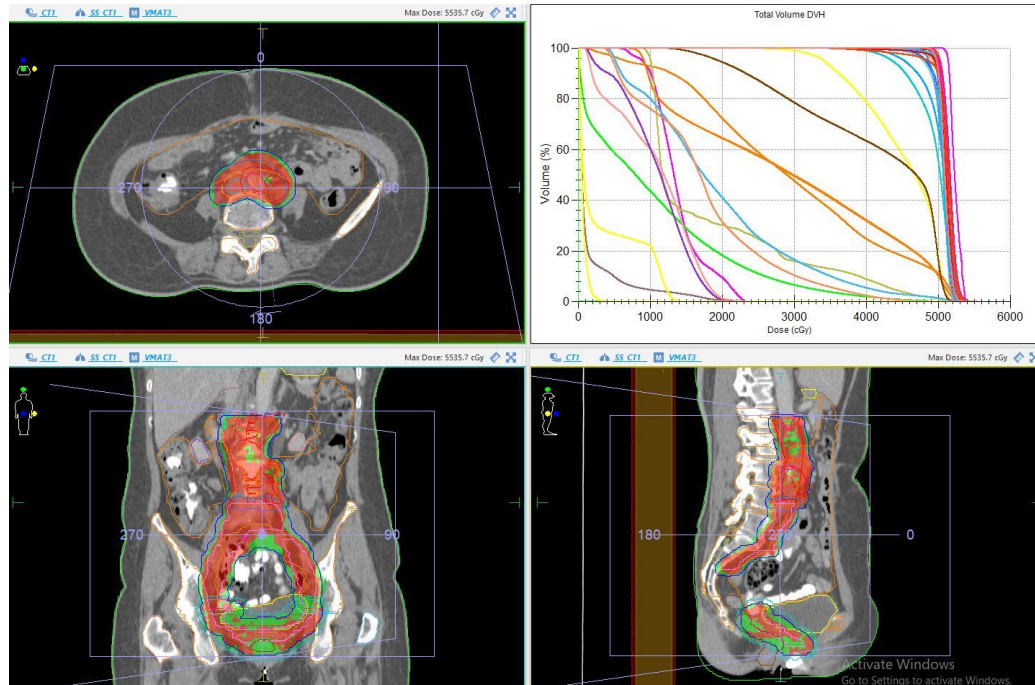 CT1 SS CT1 VMAT3 Max Dose: 5535.7 cGy
0
270
90
180
Total Volume DVH
Volume (%)
100
80
60
40
20
0
0 1000 2000 3000 4000 5000 6000
Dose (cGy)
CT1 SS CT1 VMAT3 Max Dose: 5535.7 cGy
270
90
CT1 SS CT1 VMAT3 Max Dose: 5535.7 cGy
180
270
0
Activate Windows
Go to Settings to activate Windows.